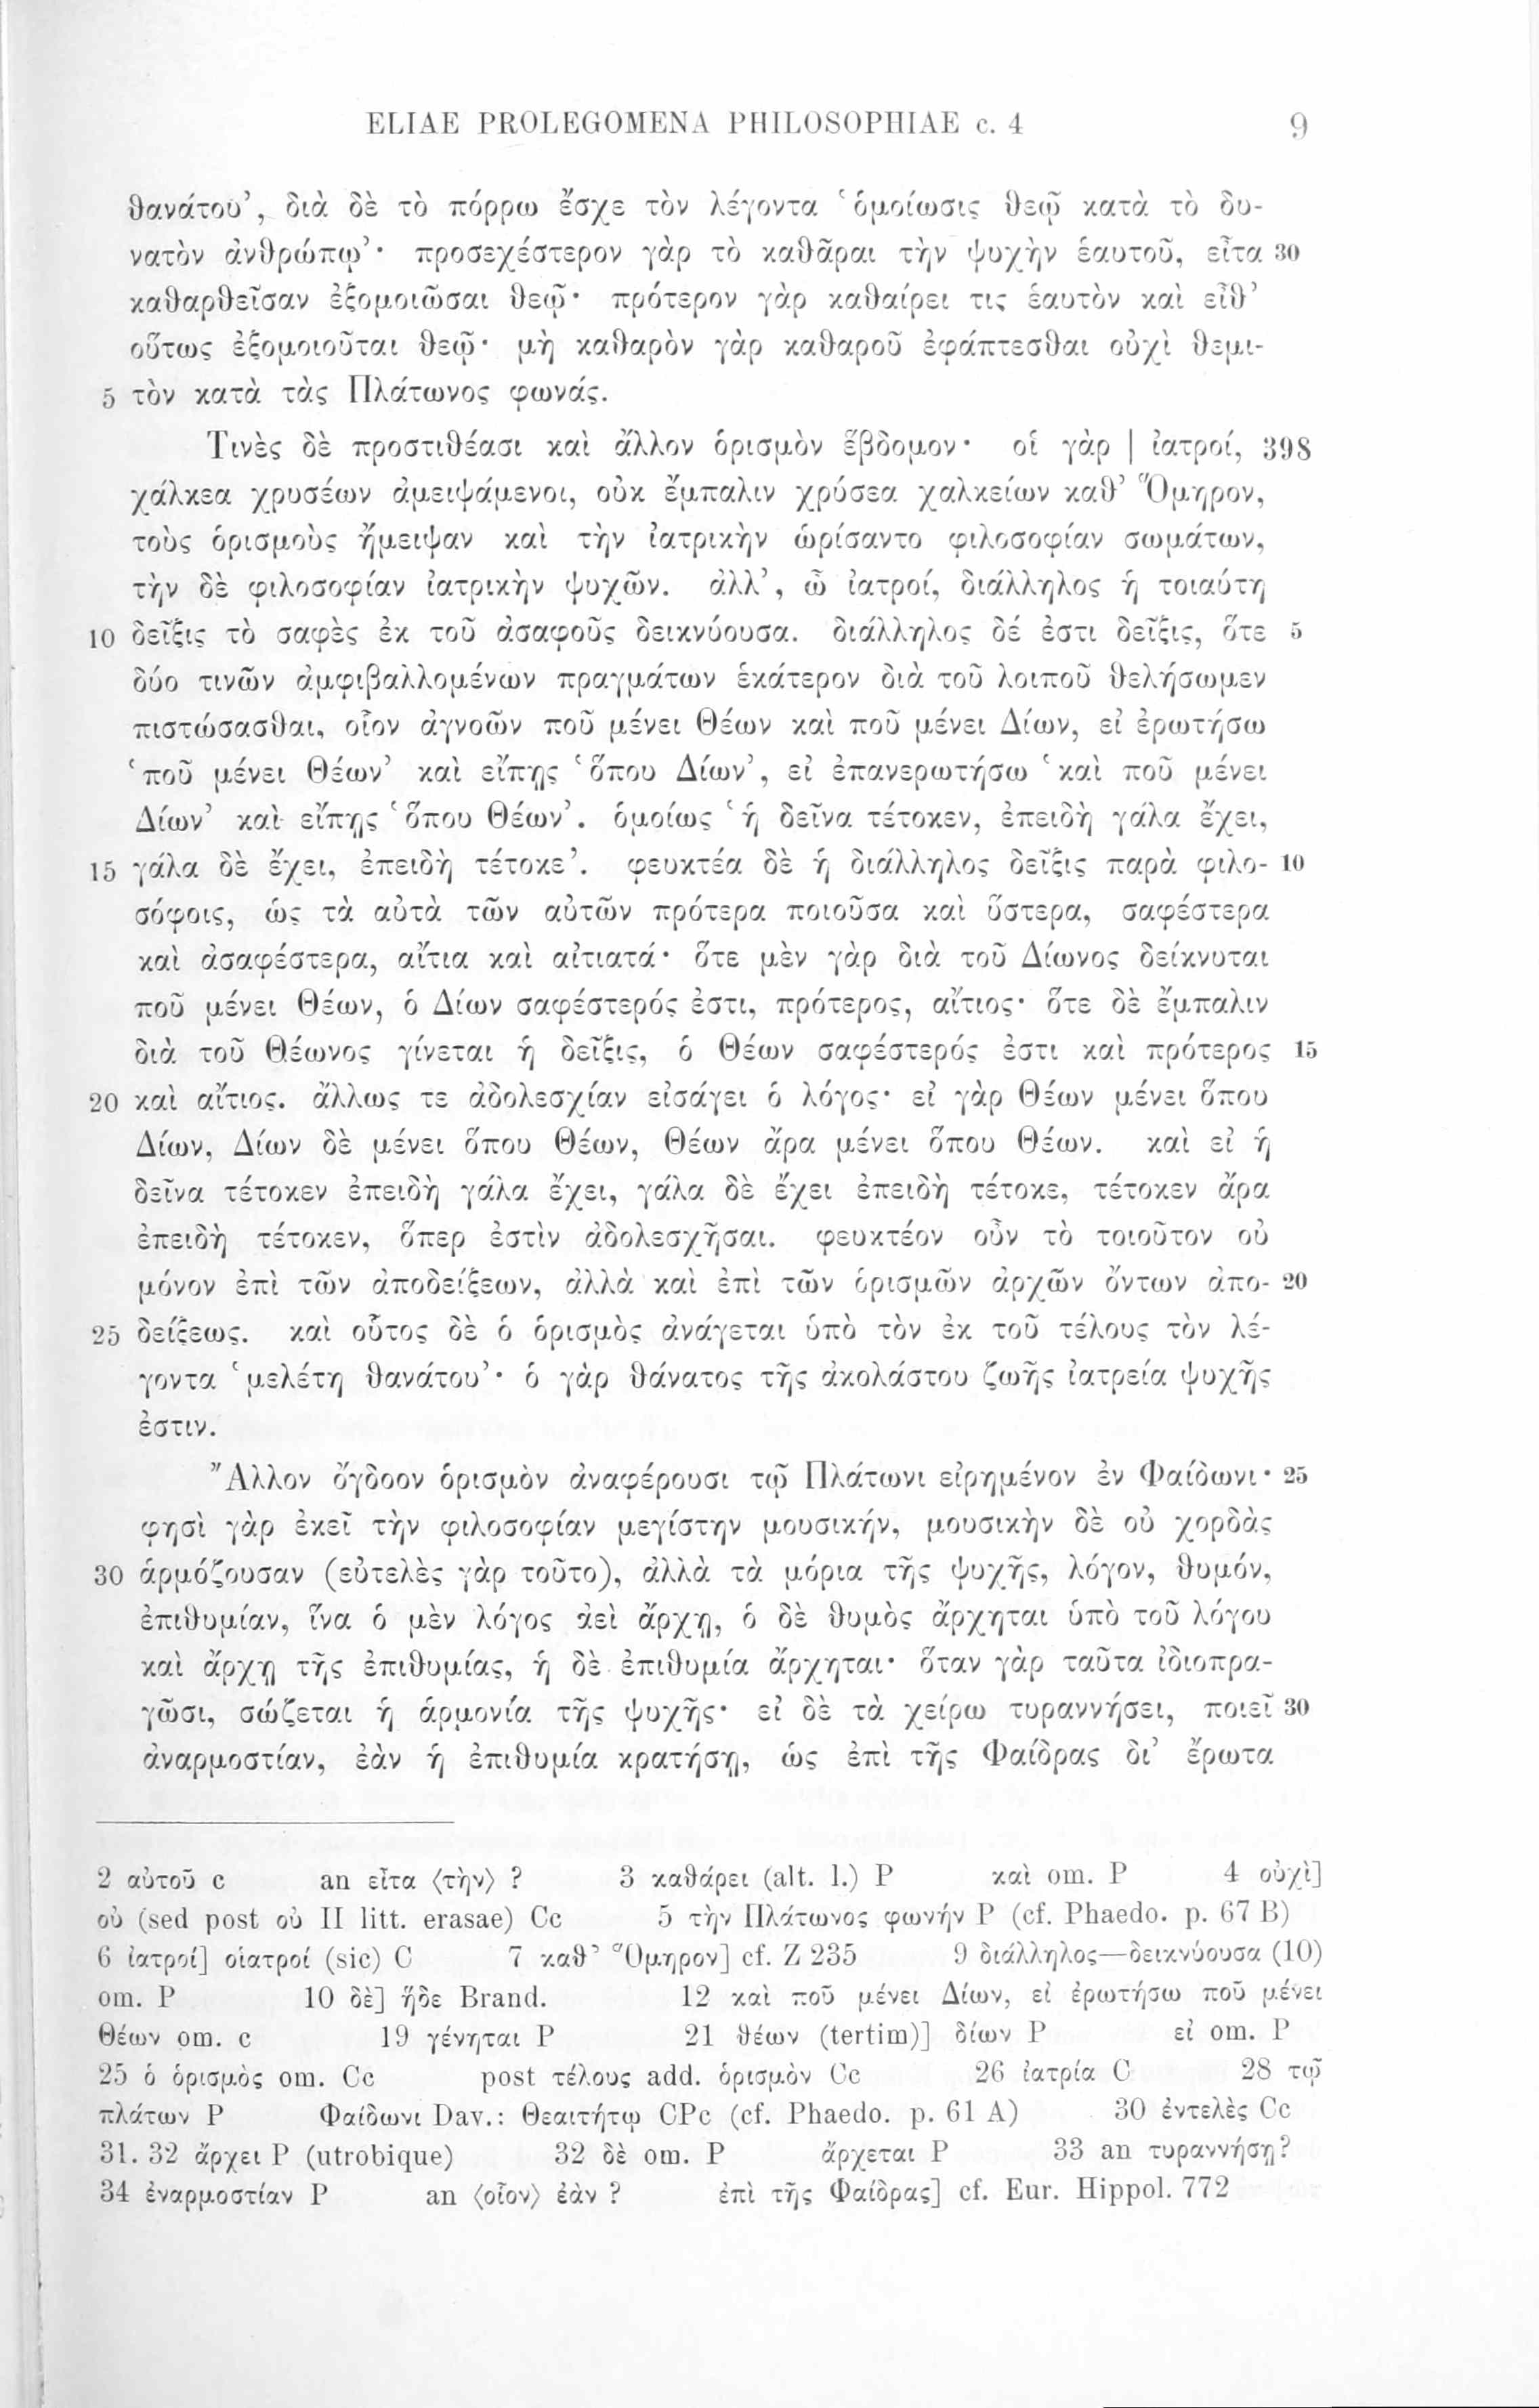 ELIAE PROLEGOMENA PHILOSOPHIAE c. 4 9
θανάτου’, διὰ δὲ τὸ πόρρω ἔσχε τὸν λέγοντα ‘ὁμοίωσις θεῷ κατὰ τὸ δυ-
νατὸν ἀνθρώπῳ’· προσεχέστερον γὰρ τὸ καθᾶραι τὴν ψυχὴν ἑαυτοῦ, εἶτα 30
καθαρθεῖσαν ἐξομοιῶσαι θεῷ· πρότερον γὰρ καθαίρει τις ἑαυτὸν καὶ εἶθ’
οὕτως ἐξομοιοῦται θεῷ· μὴ καθαρὸν γὰρ καθαροῦ ἐφάπτεσθαι οὐχὶ θεμι-
5 τὸν κατὰ τὰς Πλάτωνος φωνάς.
Τινὲς δὲ προστιθέασι καὶ ἄλλον ὁρισμὸν ἕβδομον· οἱ γὰρ | ἰατροί, 398
χάλκεα χρυσέων ἀμειψάμενοι, οὐκ ἔμπαλιν χρύσεα χαλκείων καθ’ Ὅμηρον,
τοὺς ὁρισμοὺς ἤμειψαν καὶ τὴν ἰατρικὴν ὡρίσαντο φιλοσοφίαν σωμάτων,
τὴν δὲ φιλοσοφίαν ἰατρικὴν ψυχῶν. ἀλλ’, ὦ ἰατροί, διάλληλος ἡ τοιαύτη
10 δεῖξις τὸ σαφὲς ἐκ τοῦ ἀσαφοῦς δεικνύουσα. διάλληλος δέ ἐστι δεῖξις, ὅτε 5
δύο τινῶν ἀμφιβαλλομένων πραγμάτων ἑκάτερον διὰ τοῦ λοιποῦ θελήσωμεν
πιστώσασθαι, οἷον ἀγνοῶν ποῦ μένει Θέων καὶ ποῦ μένει Δίων, εἰ ἐρωτήσω
‘ποῦ μένει Θέων’ καὶ εἴπῃς ‘ὅπου Δίων’, εἰ ἐπανερωτήσω ‘καὶ ποῦ μένει
Δίων’ καὶ εἴπῃς ‘ὅπου Θέων’. ὁμοίως ‘ἡ δεῖνα τέτοκεν, ἐπειδὴ γάλα ἔχει,
15 γάλα δὲ ἔχει, ἐπειδὴ τέτοκε’. φευκτέα δὲ ἡ διάλληλος δεῖξις παρὰ φιλο- 10
σόφοις, ὡς τὰ αὐτὰ τῶν αὐτῶν πρότερα ποιοῦσα καὶ ὕστερα, σαφέστερα
καὶ ἀσαφέστερα, αἴτια καὶ αἰτιατά· ὅτε μὲν γὰρ διὰ τοῦ Δίωνος δείκνυται
ποῦ μένει Θέων, ὁ Δίων σαφέστερός ἐστι, πρότερος, αἴτιος· ὅτε δὲ ἔμπαλιν
διὰ τοῦ Θέωνος γίνεται ἡ δεῖξις, ὁ Θέων σαφέστερός ἐστι καὶ πρότερος 15
20 καὶ αἴτιος. ἄλλως τε ἀδολεσχίαν εἰσάγει ὁ λόγος· εἰ γὰρ Θέων μένει ὅπου
Δίων, Δίων δὲ μένει ὅπου Θέων, Θέων ἄρα μένει ὅπου Θέων. καὶ εἰ ἡ
δεῖνα τέτοκεν ἐπειδὴ γάλα ἔχει, γάλα δὲ ἔχει ἐπειδὴ τέτοκε, τέτοκεν ἄρα
ἐπειδὴ τέτοκεν, ὅπερ ἐστὶν ἀδολεσχῆσαι. φευκτέον οὖν τὸ τοιοῦτον οὐ
μόνον ἐπὶ τῶν ἀποδείξεων, ἀλλὰ καὶ ἐπὶ τῶν ὁρισμῶν ἀρχῶν ὄντων ἀπο- 20
25 δείξεως. καὶ οὗτος δὲ ὁ ὁρισμὸς ἀνάγεται ὑπὸ τὸν ἐκ τοῦ τέλους τὸν λέ-
γοντα ‘μελέτη θανάτου’· ὁ γὰρ θάνατος τῆς ἀκολάστου ζωῆς ἰατρεία ψυχῆς
ἐστιν.
Ἄλλον ὄγδοον ὁρισμὸν ἀναφέρουσι τῷ Πλάτωνι εἰρημένον ἐν Φαίδωνι· 25
φησὶ γὰρ ἐκεῖ τὴν φιλοσοφίαν μεγίστην μουσικήν, μουσικὴν δὲ οὐ χορδὰς
30 ἁρμόζουσαν (εὐτελὲς γὰρ τοῦτο), ἀλλὰ τὰ μόρια τῆς ψυχῆς, λόγον, θυμόν,
ἐπιθυμίαν, ἵνα ὁ μὲν λόγος ἀεὶ ἄρχῃ, ὁ δὲ θυμὸς ἄρχηται ὑπὸ τοῦ λόγου
καὶ ἄρχῃ τῆς ἐπιθυμίας, ἡ δὲ ἐπιθυμία ἄρχηται· ὅταν γὰρ ταῦτα ἰδιοπρα-
γῶσι, σώζεται ἡ ἁρμονία τῆς ψυχῆς· εἰ δὲ τὰ χείρω τυραννήσει, ποιεῖ 30
ἀναρμοστίαν, ἐὰν ἡ ἐπιθυμία κρατήσῃ, ὡς ἐπὶ τῆς Φαίδρας δι’ ἔρωτα
2 αὐτοῦ c an εἶτα ⟨τὴν⟩ ? 3 καθάρει (alt. l.) P καὶ om. P 4 οὐχὶ]
οὐ (sed post οὐ II litt. erasae) Cc 5 τὴν Πλάτωνος φωνήν P (cf. Phaedo. p. 67 B)
6 ἰατροί] οἰατροί (sic) C 7 καθ’ Ὅμηρον] cf. Z 235 9 διάλληλος—δεικνύουσα (10)
om. P 10 δὲ] ἥδε Brand. 12 καὶ ποῦ μένει Δίων, εἰ ἐρωτήσω ποῦ μένει
Θέων om. c 19 γένηται P 21 θέων (tertim)] δίων P εἰ om. P
25 ὁ ὁρισμὸς om. Cc post τέλους add. ὁρισμὸν Cc 26 ἰατρία C 28 τῷ
πλάτων P Φαίδωνι Dav.: Θεαιτήτῳ CPc (cf. Phaedo. p. 61 A) 30 ἐντελὲς Cc
31. 32 ἄρχει P (utrobique) 32 δὲ om. P ἄρχεται P 33 an τυραννήσῃ?
34 ἐναρμοστίαν P an ⟨οἷον⟩ ἐὰν ? ἐπὶ τῆς Φαίδρας] cf. Eur. Hippol. 772